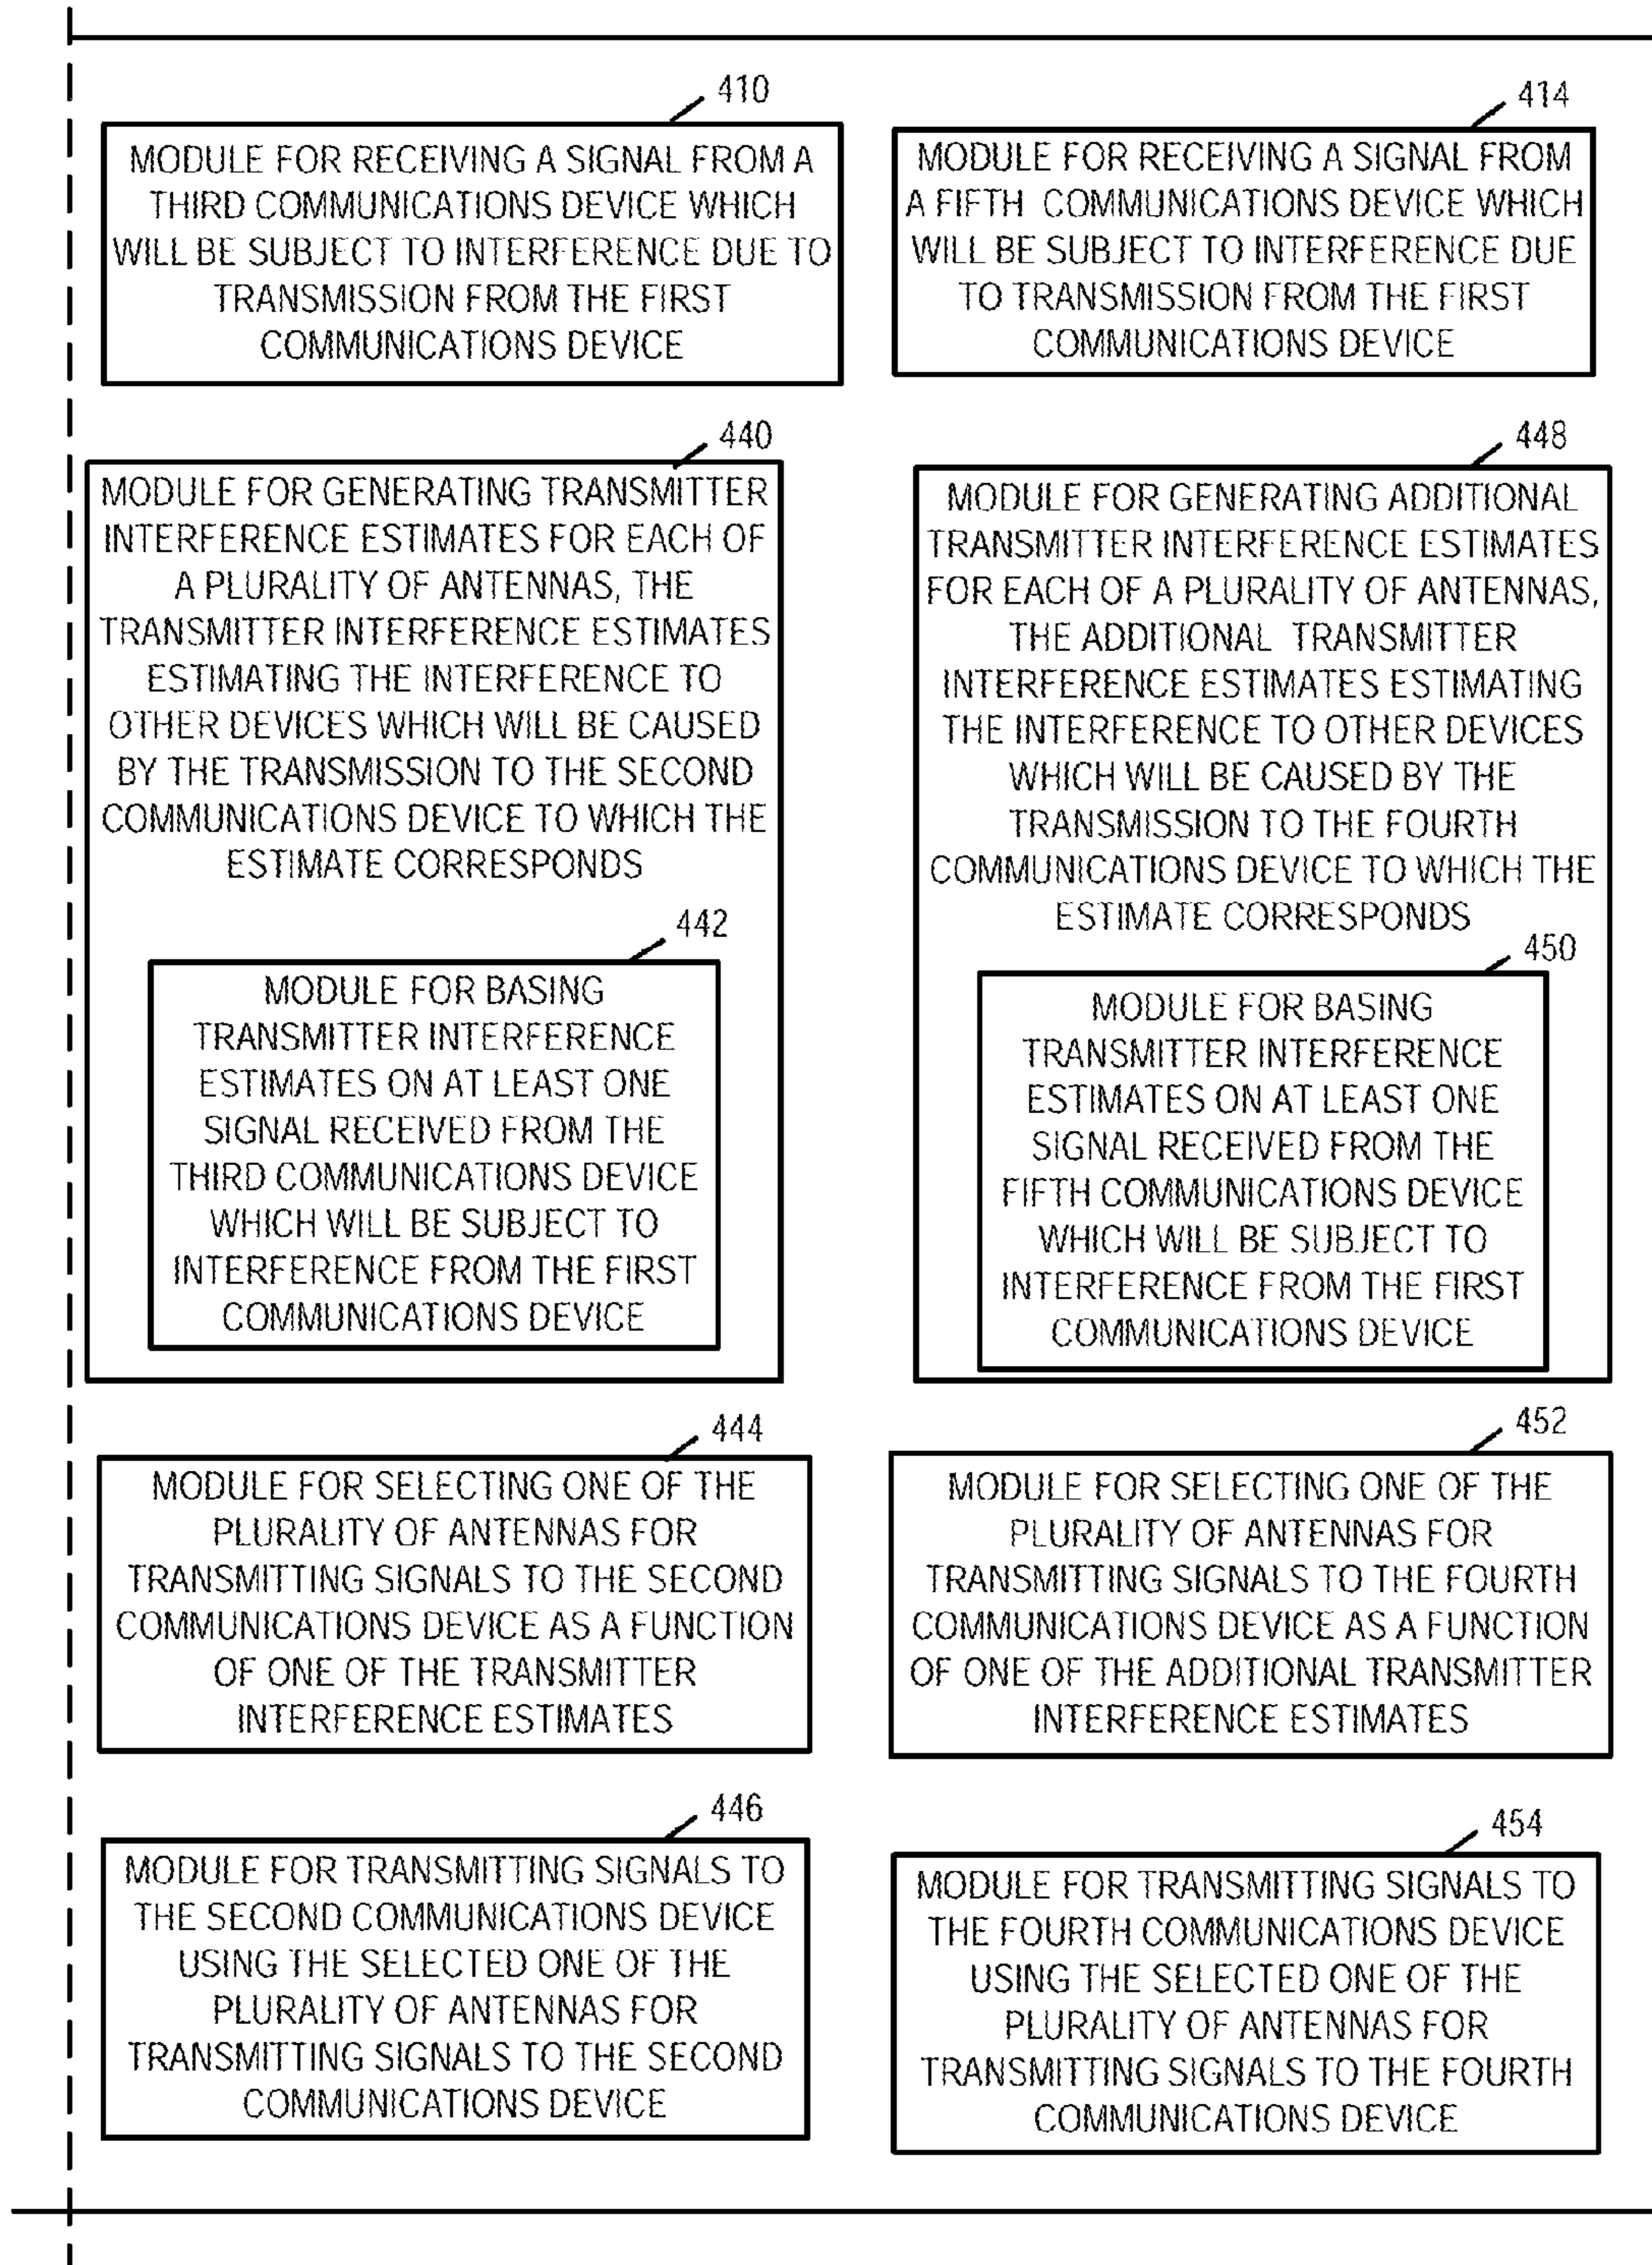 410
MODULE FOR RECEIVING A SIGNAL FROM A
THIRD COMMUNICATIONS DEVICE WHICH
WILL BE SUBJECT TO INTERFERENCE DUE TO
TRANSMISSION FROM THE FIRST
COMMUNICATIONS DEVICE
414
MODULE FOR RECEIVING A SIGNAL FROM
A FIFTH COMMUNICATIONS DEVICE WHICH
WILL BE SUBJECT TO INTERFERENCE DUE
TO TRANSMISSION FROM THE FIRST
COMMUNICATIONS DEVICE
440
MODULE FOR GENERATING TRANSMITTER
INTERFERENCE ESTIMATES FOR EACH OF
A PLURALITY OF ANTENNAS, THE
TRANSMITTER INTERFERENCE ESTIMATES
ESTIMATING THE INTERFERENCE TO
OTHER DEVICES WHICH WILL BE CAUSED
BY THE TRANSMISSION TO THE SECOND
COMMUNICATIONS DEVICE TO WHICH THE
ESTIMATE CORRESPONDS
442
MODULE FOR BASING
TRANSMITTER INTERFERENCE
ESTIMATES ON AT LEAST ONE
SIGNAL RECEIVED FROM THE
THIRD COMMUNICATIONS DEVICE
WHICH WILL BE SUBJECT TO
INTERFERENCE FROM THE FIRST
COMMUNICATIONS DEVICE
448
MODULE FOR GENERATING ADDITIONAL
TRANSMITTER INTERFERENCE ESTIMATES
FOR EACH OF A PLURALITY OF ANTENNAS,
THE ADDITIONAL TRANSMITTER
INTERFERENCE ESTIMATES ESTIMATING
THE INTERFERENCE TO OTHER DEVICES
WHICH WILL BE CAUSED BY THE
TRANSMISSION TO THE FOURTH
COMMUNICATIONS DEVICE TO WHICH THE
ESTIMATE CORRESPONDS
450
MODULE FOR BASING
TRANSMITTER INTERFERENCE
ESTIMATES ON AT LEAST ONE
SIGNAL RECEIVED FROM THE
FIFTH COMMUNICATIONS DEVICE
WHICH WILL BE SUBJECT TO
INTERFERENCE FROM THE FIRST
COMMUNICATIONS DEVICE
444
MODULE FOR SELECTING ONE OF THE
PLURALITY OF ANTENNAS FOR
TRANSMITTING SIGNALS TO THE SECOND
COMMUNICATIONS DEVICE AS A FUNCTION
OF ONE OF THE TRANSMITTER
INTERFERENCE ESTIMATES
452
MODULE FOR SELECTING ONE OF THE
PLURALITY OF ANTENNAS FOR
TRANSMITTING SIGNALS TO THE FOURTH
COMMUNICATIONS DEVICE AS A FUNCTION
OF ONE OF THE ADDITIONAL TRANSMITTER
INTERFERENCE ESTIMATES
446
MODULE FOR TRANSMITTING SIGNALS TO
THE SECOND COMMUNICATIONS DEVICE
USING THE SELECTED ONE OF THE
PLURALITY OF ANTENNAS FOR
TRANSMITTING SIGNALS TO THE SECOND
COMMUNICATIONS DEVICE
454
MODULE FOR TRANSMITTING SIGNALS TO
THE FOURTH COMMUNICATIONS DEVICE
USING THE SELECTED ONE OF THE
PLURALITY OF ANTENNAS FOR
TRANSMITTING SIGNALS TO THE FOURTH
COMMUNICATIONS DEVICE